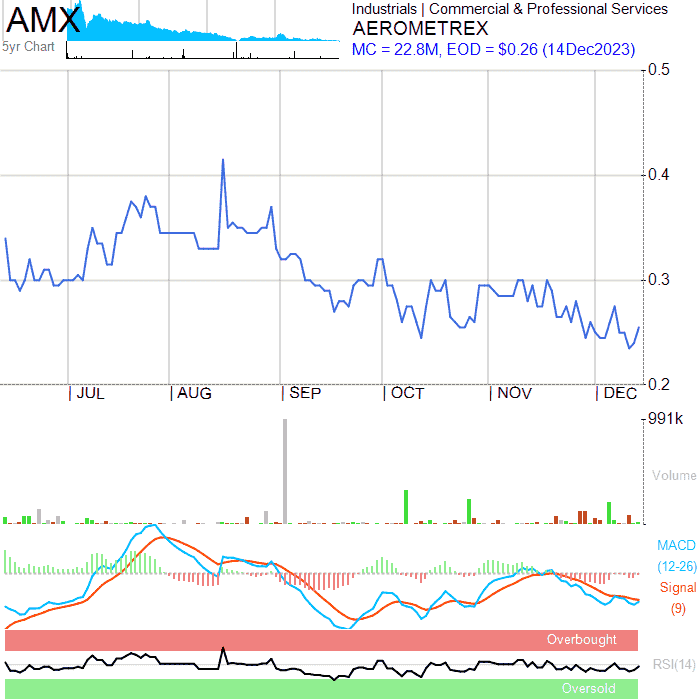 AMX
5yr Chart
Industrials | Commercial & Professional Services
AEROMETREX
MC = 22.8M, EOD = $0.26 (14Dec2023)
0.5
0.4
0.3
0.2
JUL
AUG
SEP
OCT
NOV
DEC
991k
Volume
MACD
(12-26)
Signal
(9)
Overbought
RSI(14)
Oversold